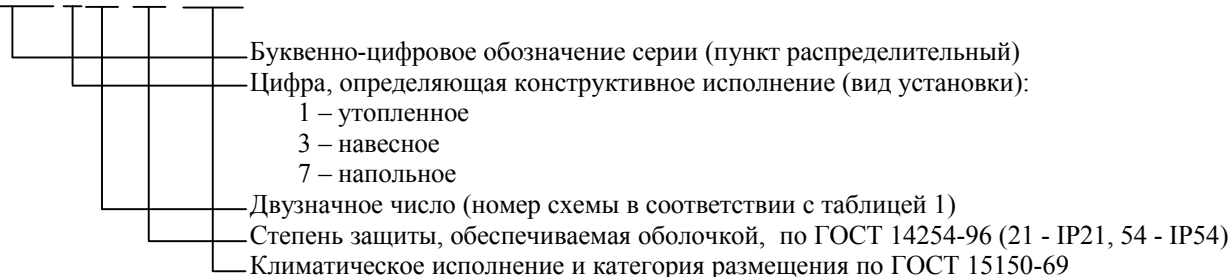 Буквенно-цифровое обозначение серии (пункт распределительный)
Цифра, определяющая конструктивное исполнение (вид установки):
1 – утопленное
3 – навесное
7 – напольное
Двузначное число (номер схемы в соответствии с таблицей 1)
Степень защиты, обеспечиваемая оболочкой, по ГОСТ 14254-96 (21 - IP21, 54 - IP54)
Климатическое исполнение и категория размещения по ГОСТ 15150-69